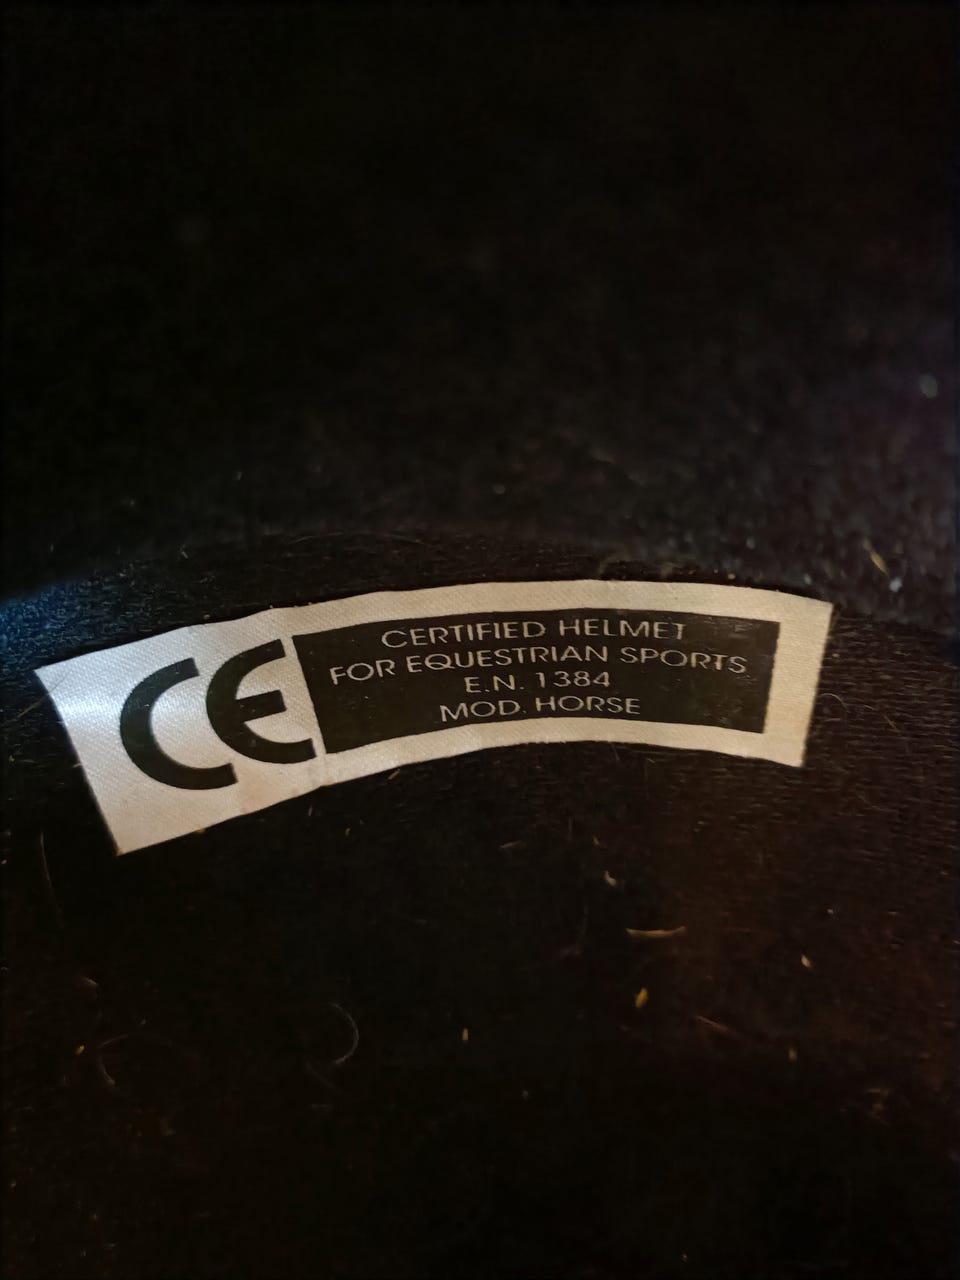 CE
CERTIFIED HELMET
FOR EQUESTRIAN SPORTS
E.N. 1384
MOD. HORSE